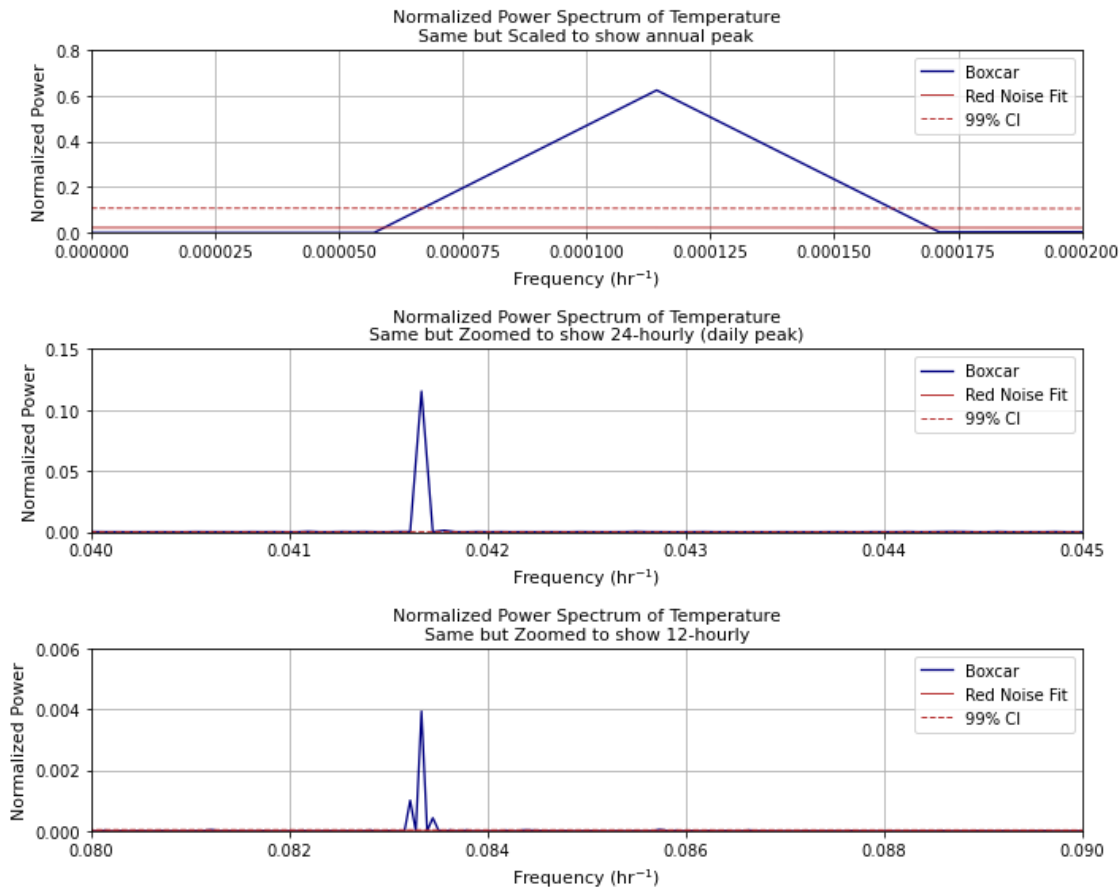 Normalized Power Spectrum of Temperature
Same but Scaled to show annual peak
Normalized Power
0.8
0.6
0.4
0.2
0.0
Boxcar
Red Noise Fit
99% CI
0.000000 0.000025 0.000050 0.000075 0.000100 0.000125 0.000150 0.000175 0.000200
Frequency (hr⁻¹)
Normalized Power Spectrum of Temperature
Same but Zoomed to show 24-hourly (daily peak)
Normalized Power
0.15
0.10
0.05
0.00
Boxcar
Red Noise Fit
99% CI
0.040 0.041 0.042 0.043 0.044 0.045
Frequency (hr⁻¹)
Normalized Power Spectrum of Temperature
Same but Zoomed to show 12-hourly
Normalized Power
0.006
0.004
0.002
0.000
Boxcar
Red Noise Fit
99% CI
0.080 0.082 0.084 0.086 0.088 0.090
Frequency (hr⁻¹)